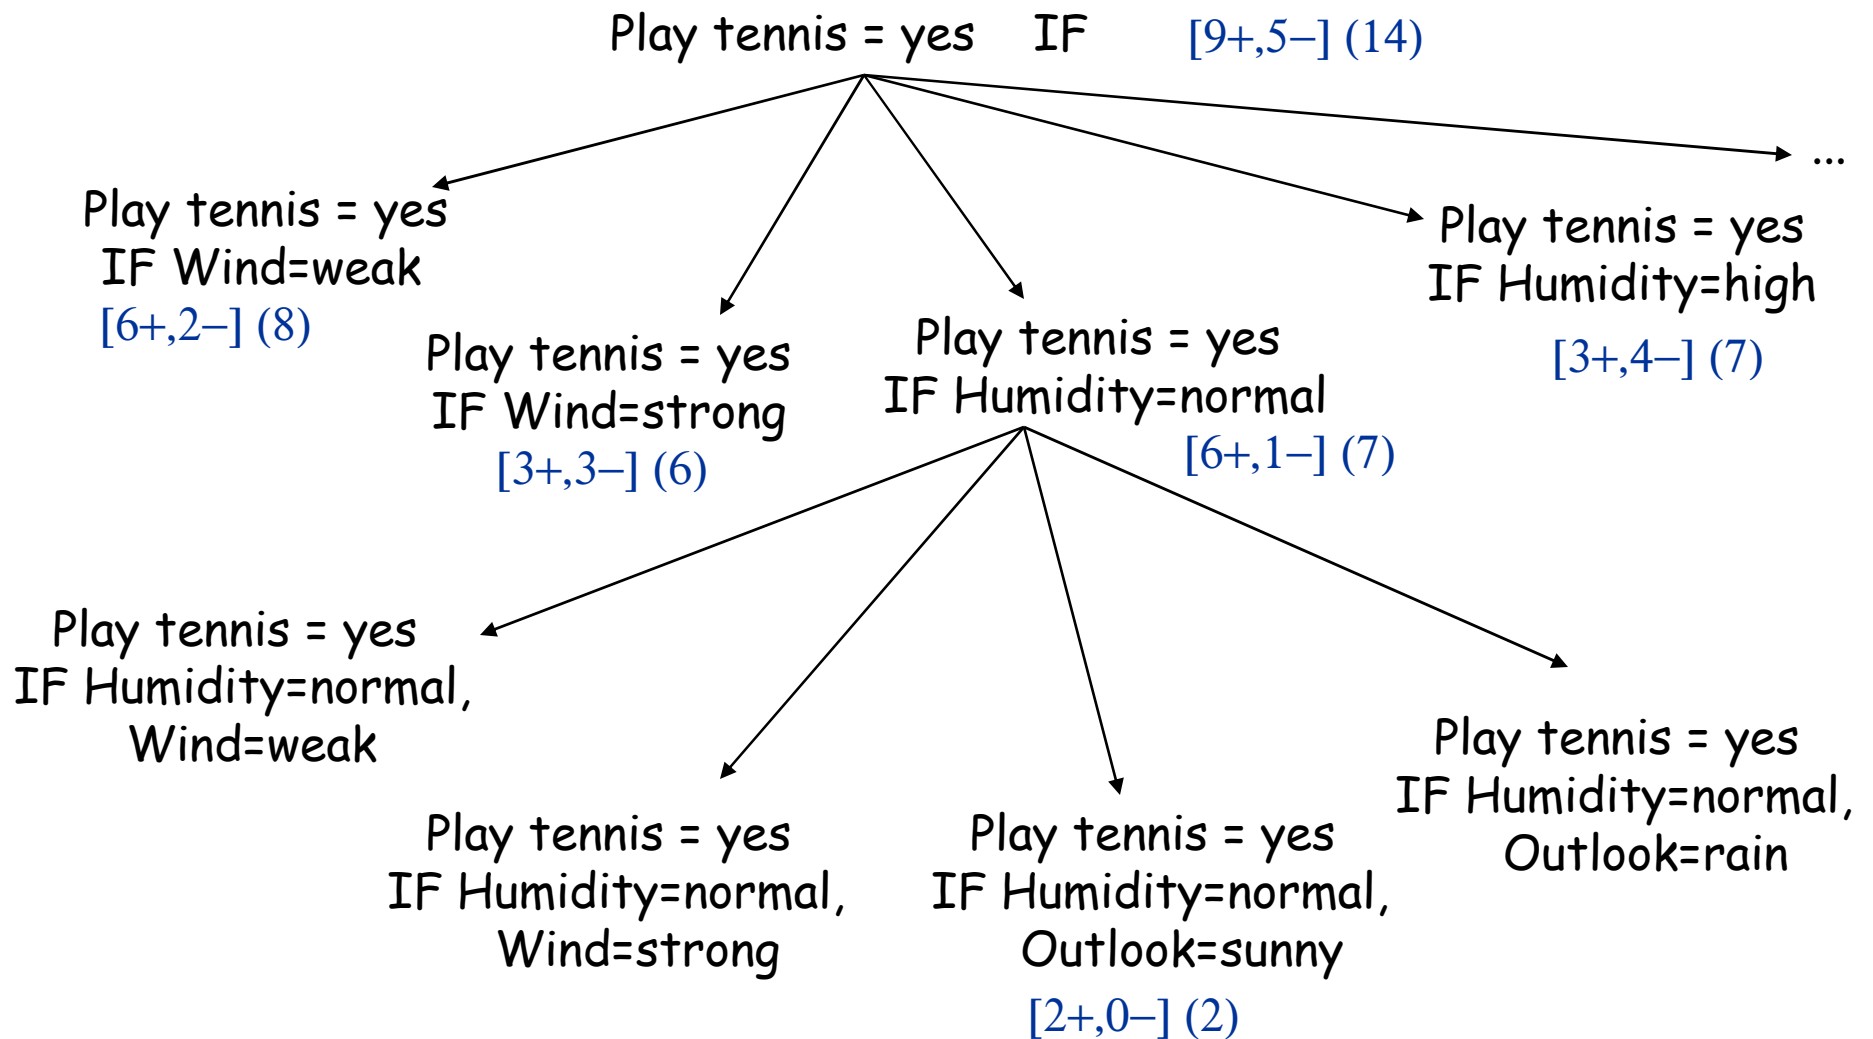 Play tennis = yes IF [9+,5−] (14)
...
Play tennis = yes
IF Wind=weak
[6+,2−] (8)
Play tennis = yes
IF Wind=strong
[3+,3−] (6)
Play tennis = yes
IF Humidity=normal
[6+,1−] (7)
Play tennis = yes
IF Humidity=high
[3+,4−] (7)
Play tennis = yes
IF Humidity=normal,
Wind=weak
Play tennis = yes
IF Humidity=normal,
Wind=strong
Play tennis = yes
IF Humidity=normal,
Outlook=sunny
[2+,0−] (2)
Play tennis = yes
IF Humidity=normal,
Outlook=rain